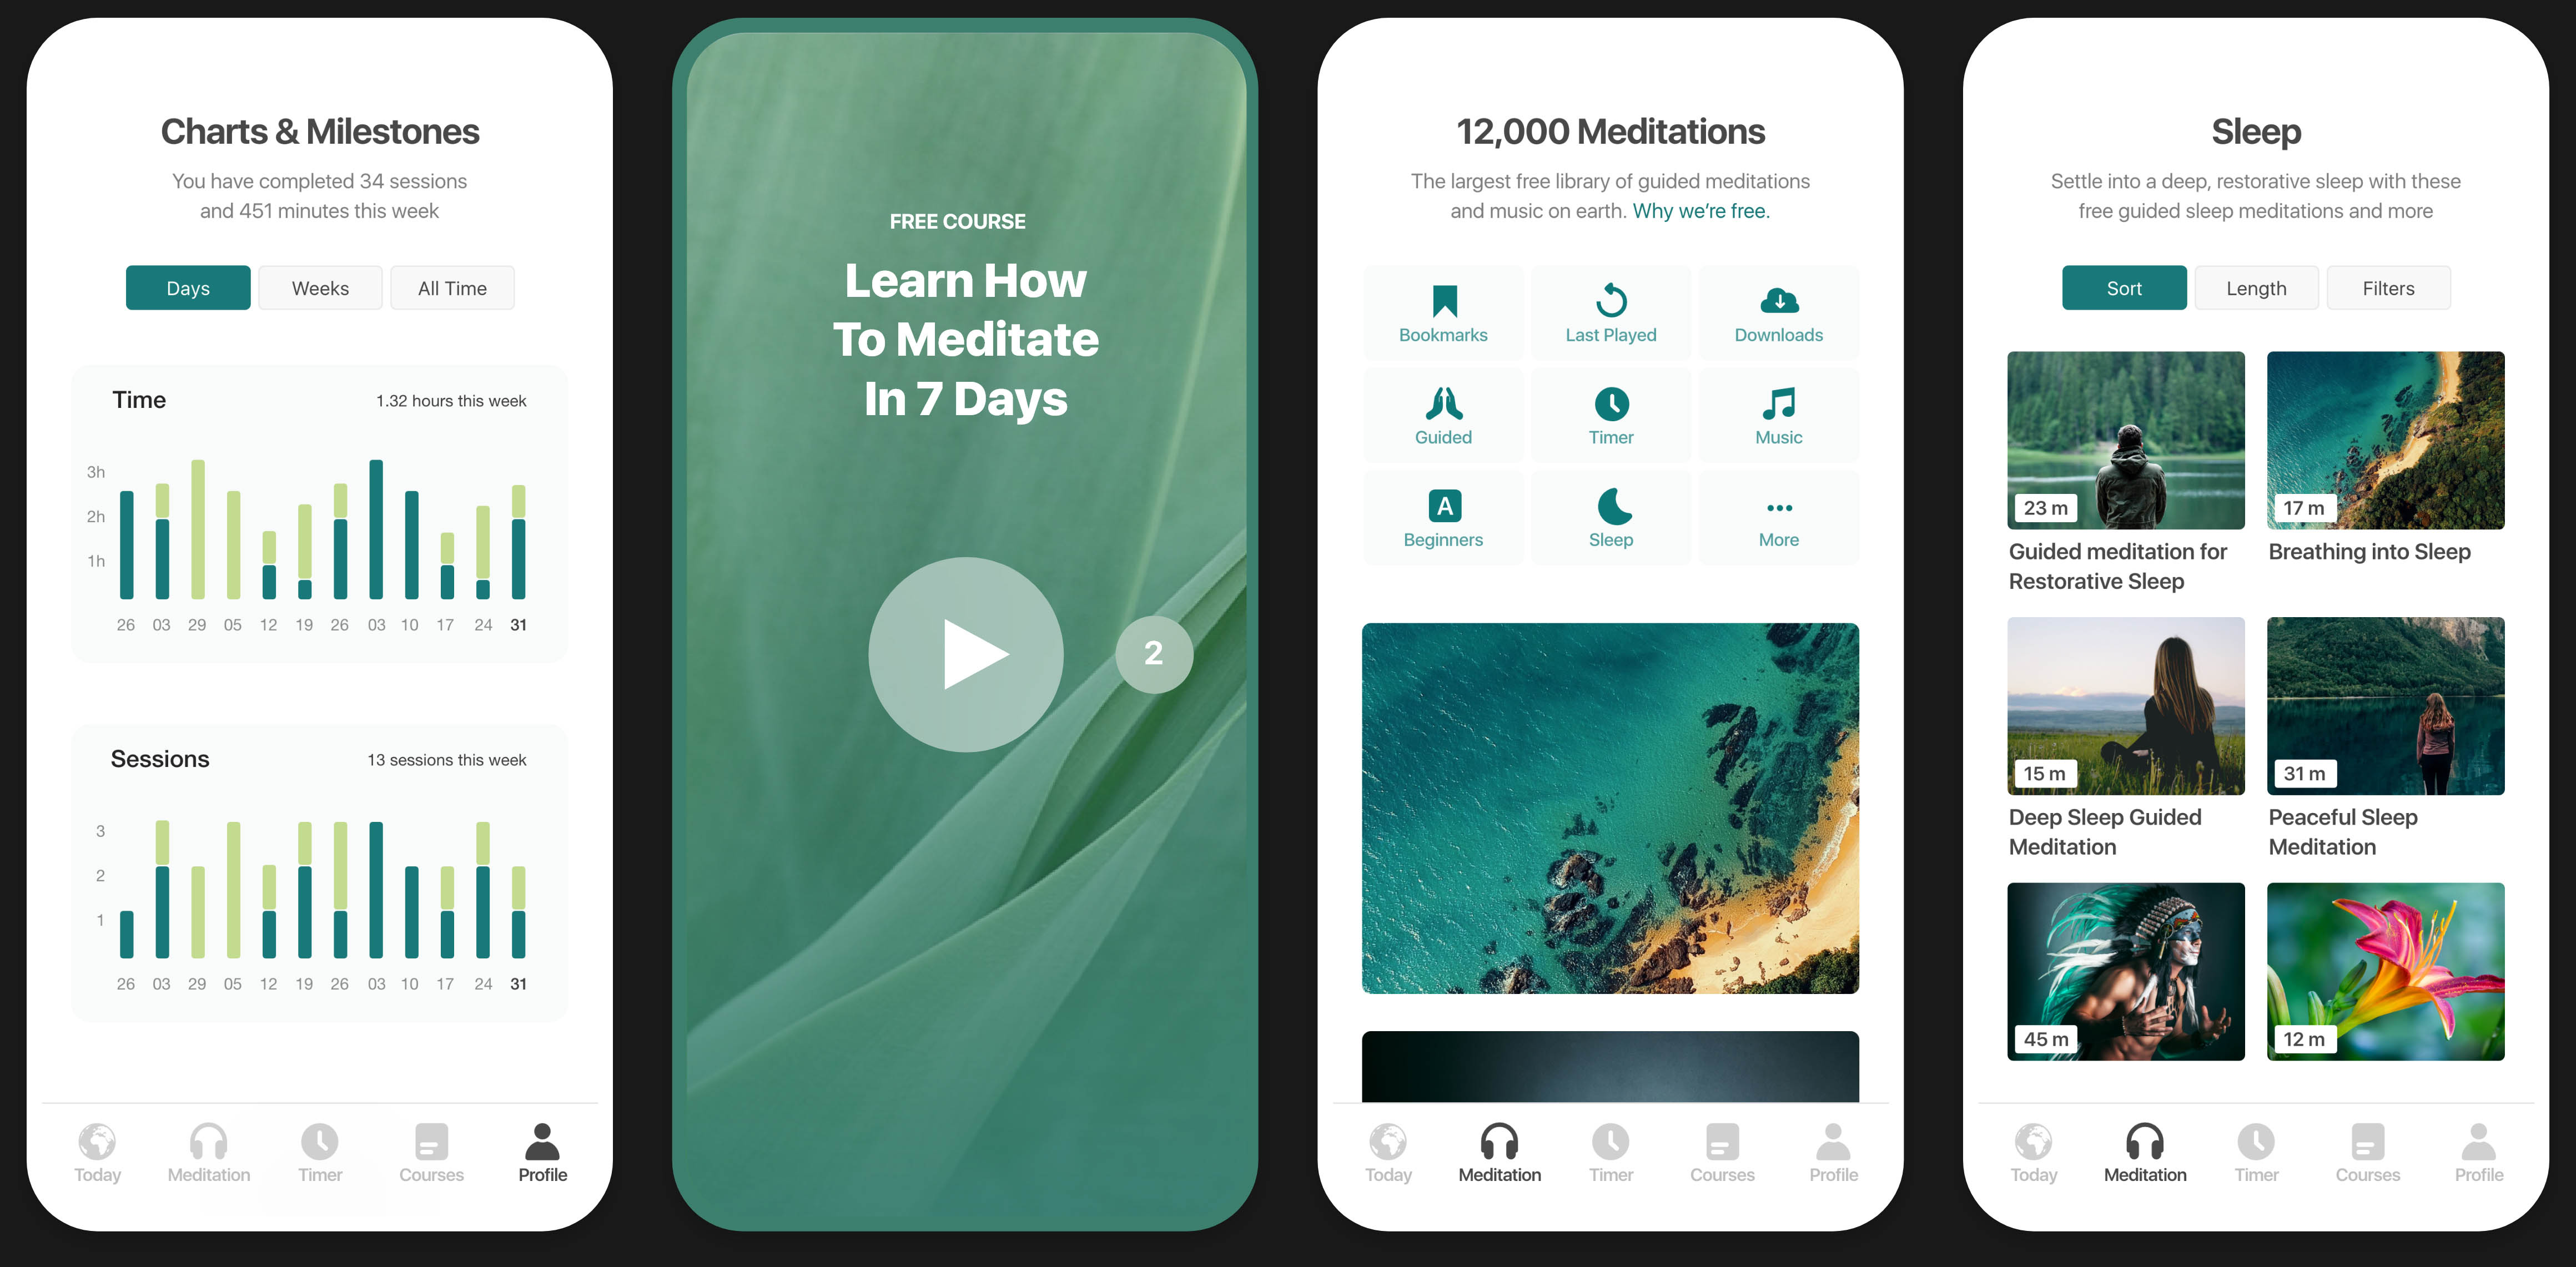 Charts & Milestones
You have completed 34 sessions
and 451 minutes this week
Days Weeks All Time
Time 1.32 hours this week
3h
2h
1h
26 03 29 05 12 19 26 03 10 17 24 31
Sessions 13 sessions this week
3
2
1
26 03 29 05 12 19 26 03 10 17 24 31
Today Meditation Timer Courses Profile
FREE COURSE
Learn How
To Meditate
In 7 Days
2
12,000 Meditations
The largest free library of guided meditations
and music on earth. Why we’re free.
Bookmarks Last Played Downloads
Guided Timer Music
A
Beginners Sleep More
Today Meditation Timer Courses Profile
Sleep
Settle into a deep, restorative sleep with these
free guided sleep meditations and more
Sort Length Filters
23 m 17 m
Guided meditation for Breathing into Sleep
Restorative Sleep
15 m 31 m
Deep Sleep Guided Peaceful Sleep
Meditation Meditation
45 m 12 m
Today Meditation Timer Courses Profile